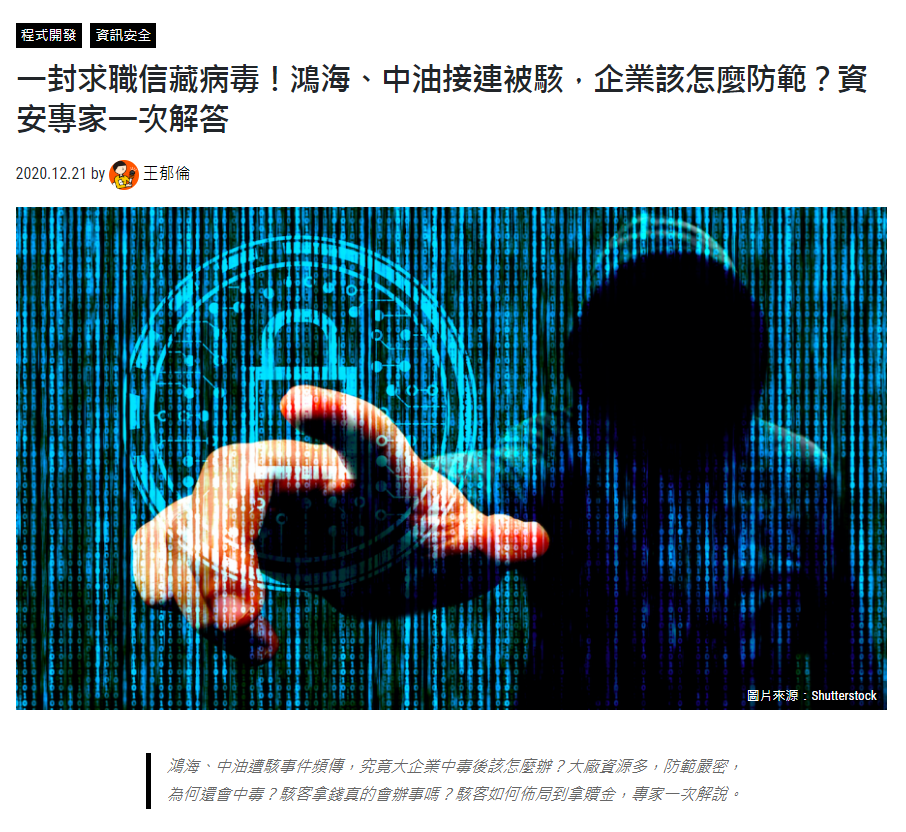 程式開發 資訊安全
一封求職信藏病毒！鴻海、中油接連被駭，企業該怎麼防範？資
安專家一次解答
2020.12.21 by 王郁倫
圖片來源：Shutterstock
鴻海、中油遭駭事件頻傳，究竟大企業中毒後該怎麼辦？大廠資源多，防範嚴密，
為何還會中毒？駭客拿錢真的會辦事嗎？駭客如何佈局到拿贖金，專家一次解說。